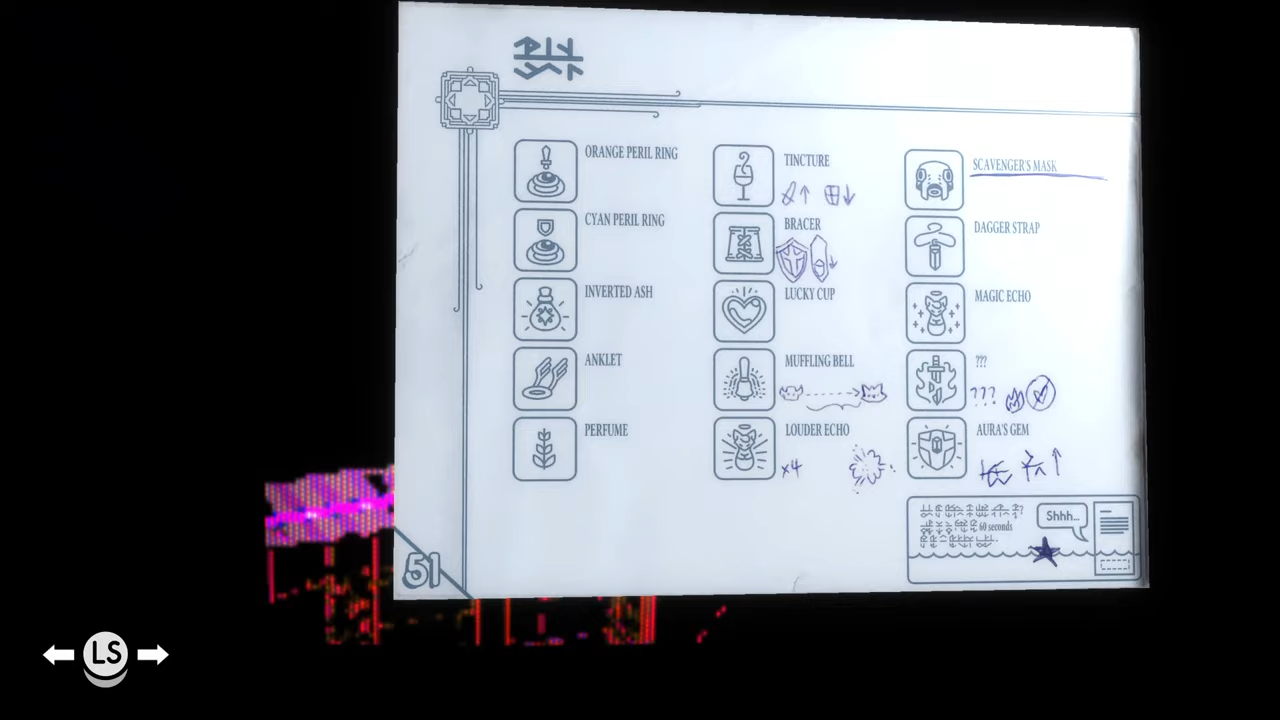 ORANGE PERIL RING
CYAN PERIL RING
INVERTED ASH
ANKLET
PERFUME
TINCTURE
BRACER
LUCKY CUP
MUFFLING BELL
LOUDER ECHO
x4
SCAVENGER'S MASK
DAGGER STRAP
MAGIC ECHO
???
???
AURA'S GEM
?
60 seconds
Shhh...
51
LS